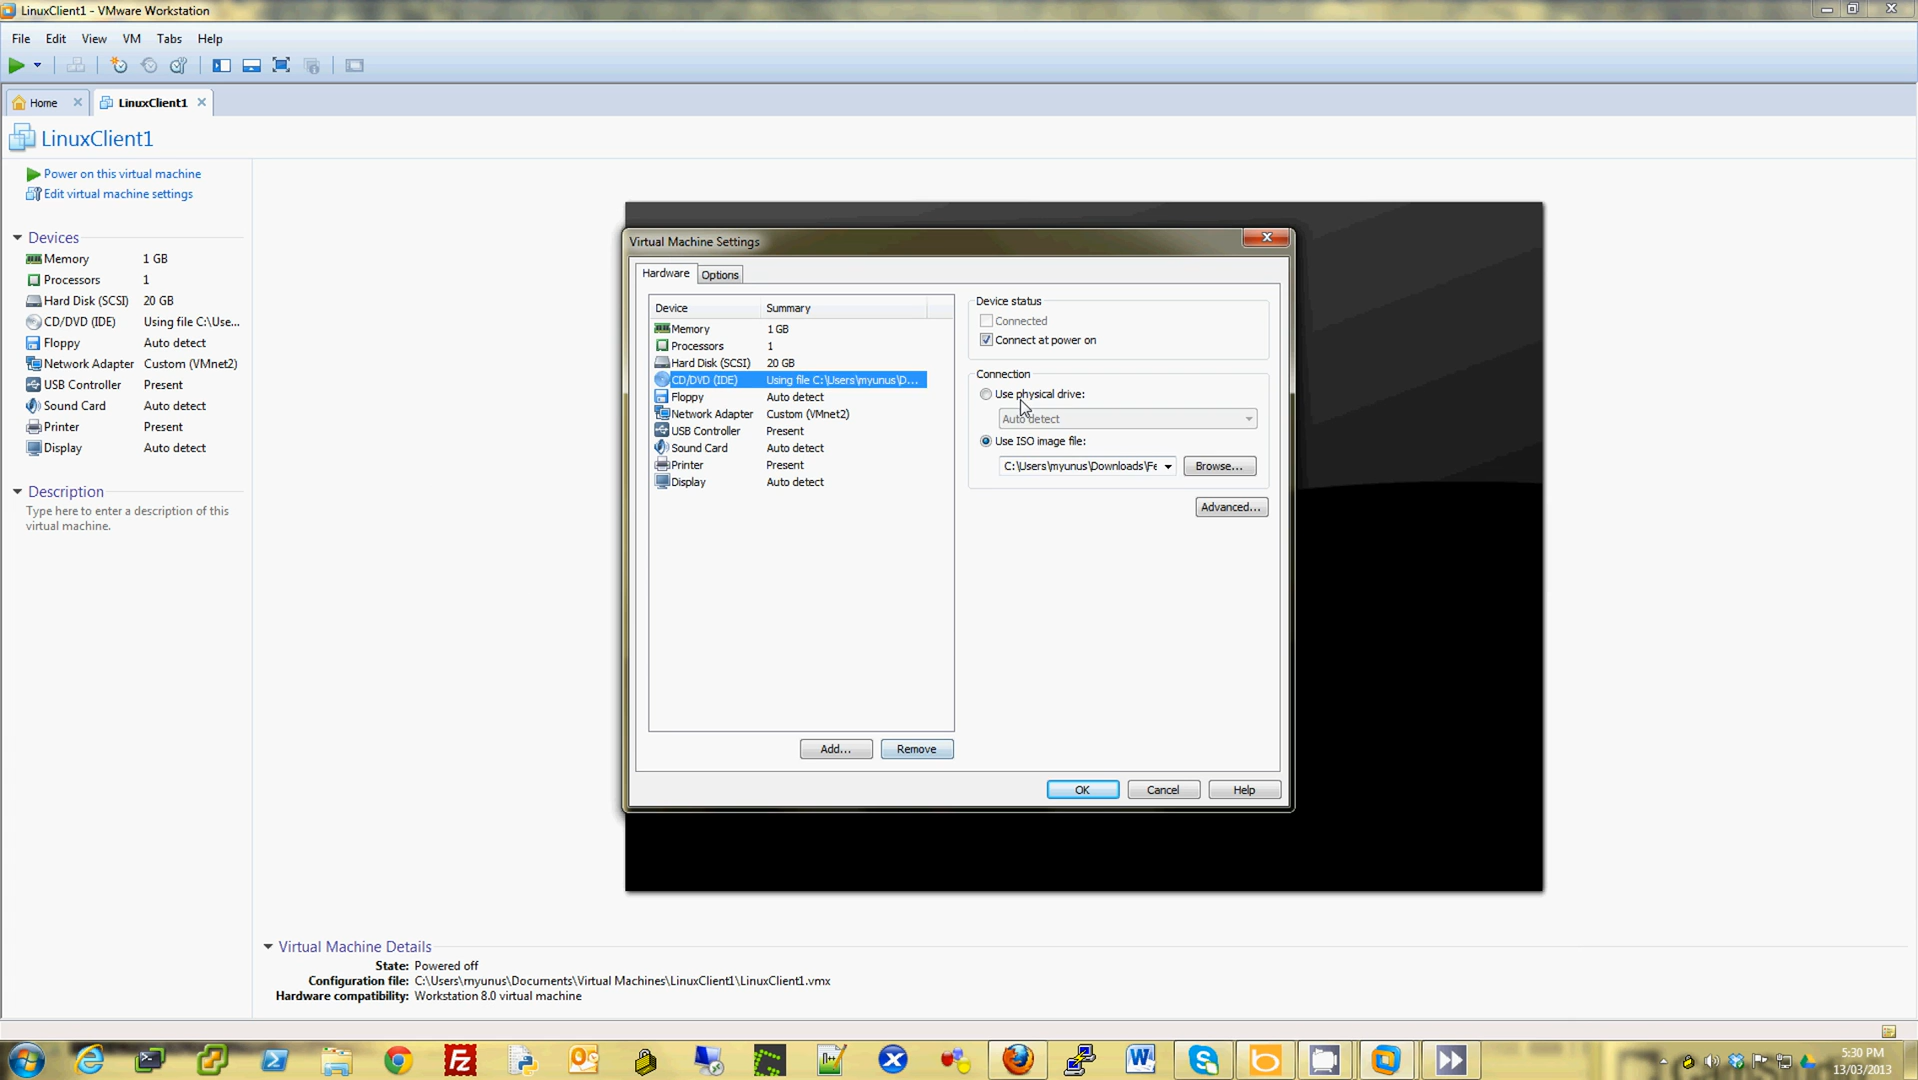 LinuxClient1 - VMware Workstation
File Edit View VM Tabs Help
Home LinuxClient1
LinuxClient1
Power on this virtual machine
Edit virtual machine settings
Devices
Memory 1 GB
Processors 1
Hard Disk (SCSI) 20 GB
CD/DVD (IDE) Using file C:\Use...
Floppy Auto detect
Network Adapter Custom (VMnet2)
USB Controller Present
Sound Card Auto detect
Printer Present
Display Auto detect
Description
Type here to enter a description of this
virtual machine.
Virtual Machine Settings
Hardware Options
Device Summary
Memory 1 GB
Processors 1
Hard Disk (SCSI) 20 GB
CD/DVD (IDE) Using file C:\Users\myunus\D...
Floppy Auto detect
Network Adapter Custom (VMnet2)
USB Controller Present
Sound Card Auto detect
Printer Present
Display Auto detect
Add... Remove
Device status
Connected
Connect at power on
Connection
Use physical drive:
Auto detect
Use ISO image file:
C:\Users\myunus\Downloads\Fe Browse...
Advanced...
OK Cancel Help
Virtual Machine Details
State: Powered off
Configuration file: C:\Users\myunus\Documents\Virtual Machines\LinuxClient1\LinuxClient1.vmx
Hardware compatibility: Workstation 8.0 virtual machine
5:30 PM
13/03/2013